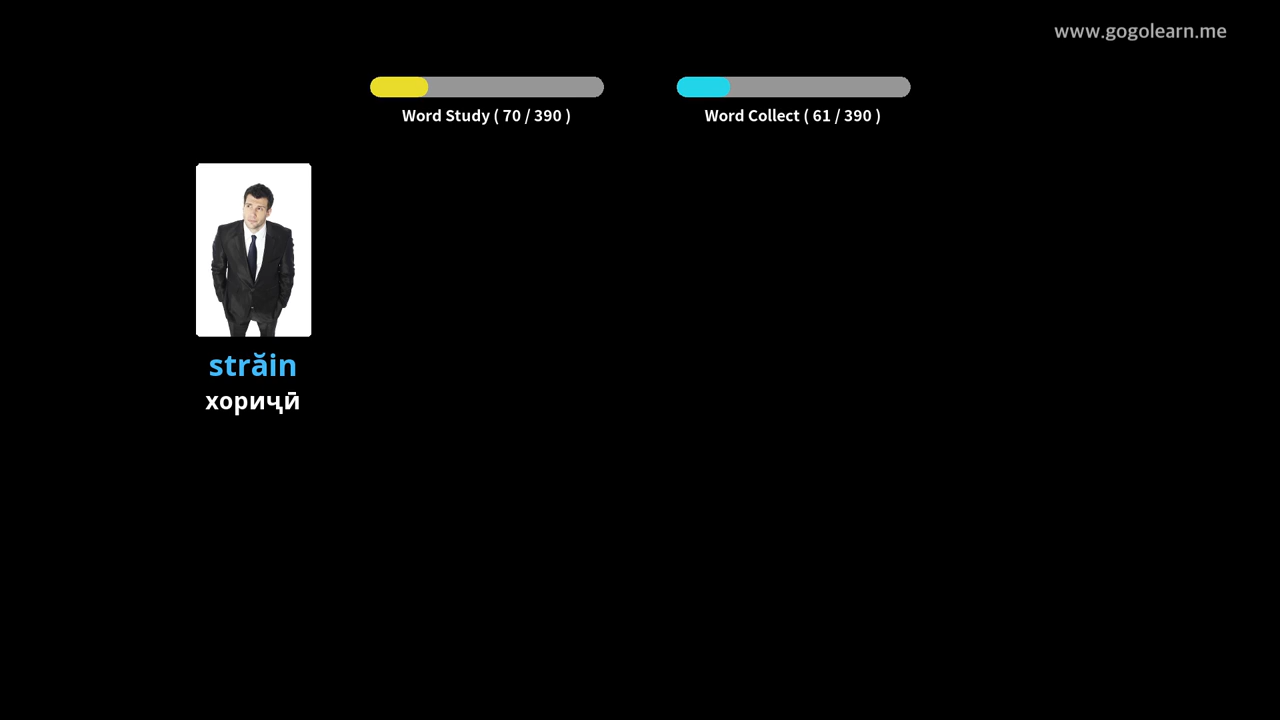 www.gogolearn.me
Word Study ( 70 / 390 )
Word Collect ( 61 / 390 )
străin
хориҷӣ